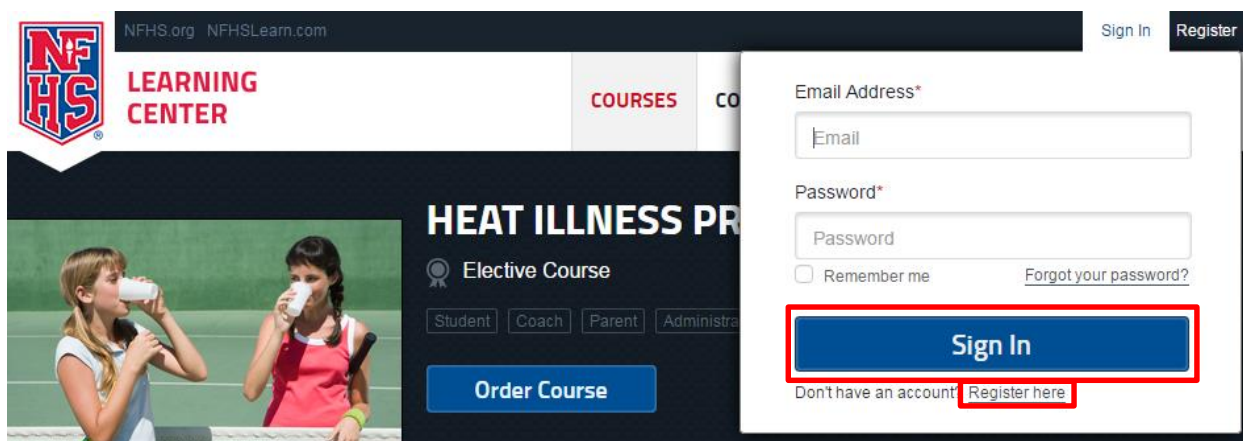 NFHS.org NFHSLearn.com
Sign In Register
NF
HS
®
LEARNING
CENTER
COURSES
CO
Email Address*
Email
Password*
Password
Remember me
Forgot your password?
Sign In
Don't have an account?
Register here
HEAT ILLNESS PR
Elective Course
Student Coach Parent Administra
Order Course